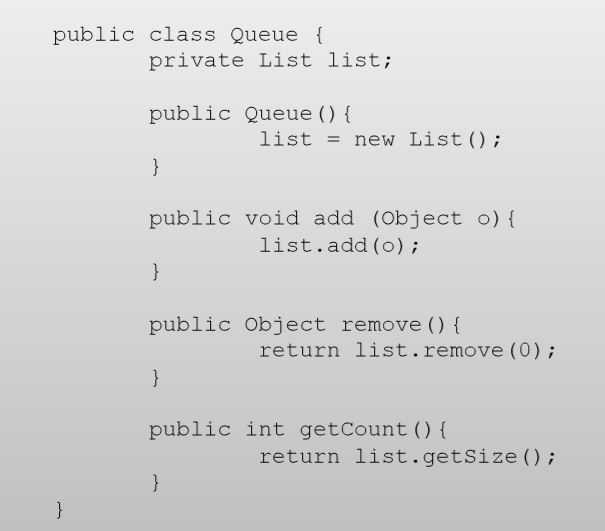 public class Queue {
private List list;
public Queue(){
list = new List();
}
public void add (Object o){
list.add(o);
}
public Object remove(){
return list.remove(0);
}
public int getCount(){
return list.getSize();
}
}